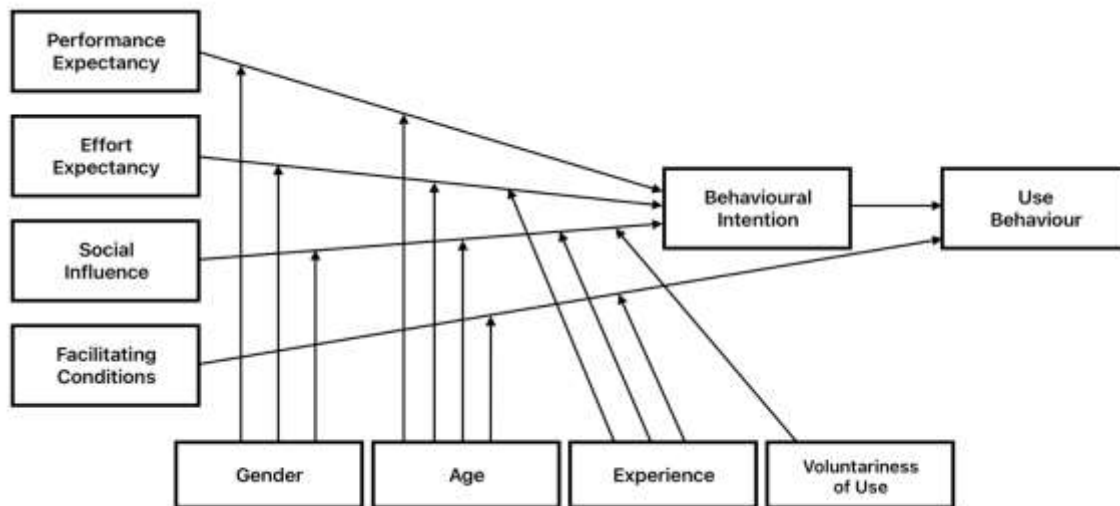 Performance
Expectancy
Effort
Expectancy
Social
Influence
Facilitating
Conditions
Behavioural
Intention
Use
Behaviour
Gender
Age
Experience
Voluntariness
of Use